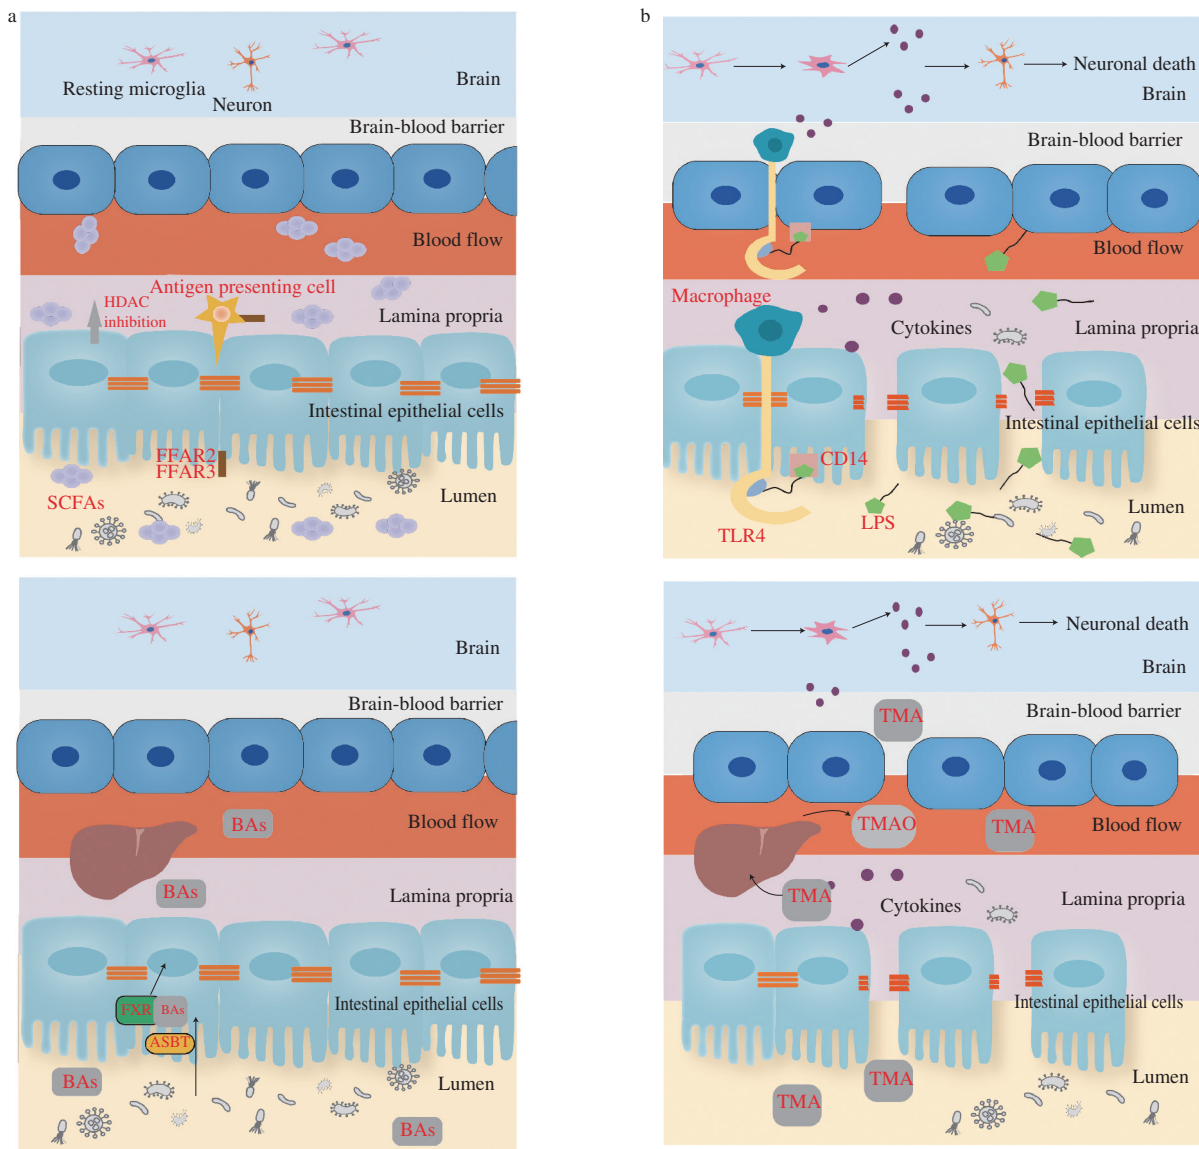 a
Resting microglia
Neuron
Brain
Brain-blood barrier
Blood flow
HDAC
inhibition
Antigen presenting cell
Lamina propria
Intestinal epithelial cells
FFAR2
FFAR3
SCFAs
Lumen
b
Neuronal death
Brain
Brain-blood barrier
Blood flow
Macrophage
Cytokines
Lamina propria
Intestinal epithelial cells
CD14
LPS
TLR4
Lumen
Brain
Brain-blood barrier
BAs
Blood flow
BAs
Lamina propria
FXR
BAs
Intestinal epithelial cells
ASBT
BAs
Lumen
BAs
Neuronal death
Brain
TMA
Brain-blood barrier
TMAO
TMA
Blood flow
TMA
Cytokines
Lamina propria
Intestinal epithelial cells
TMA
TMA
Lumen